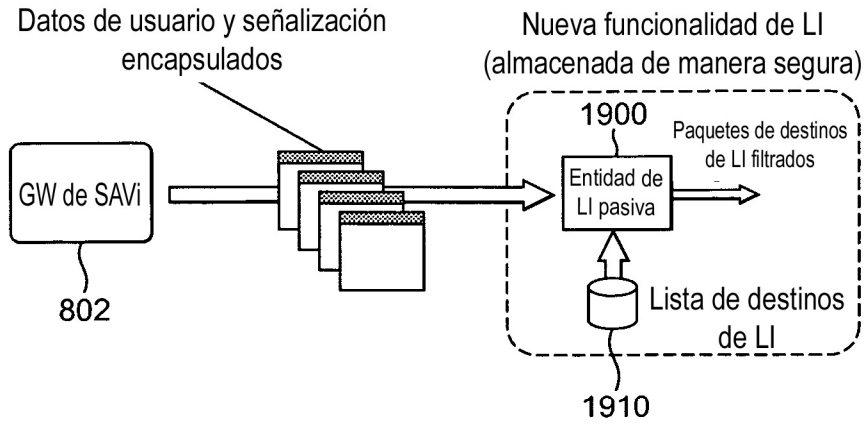 Datos de usuario y señalización
encapsulados
Nueva funcionalidad de LI
(almacenada de manera segura)
1900
Paquetes de destinos
de LI filtrados
GW de SAVi
Entidad de
LI pasiva
802
Lista de destinos
de LI
1910